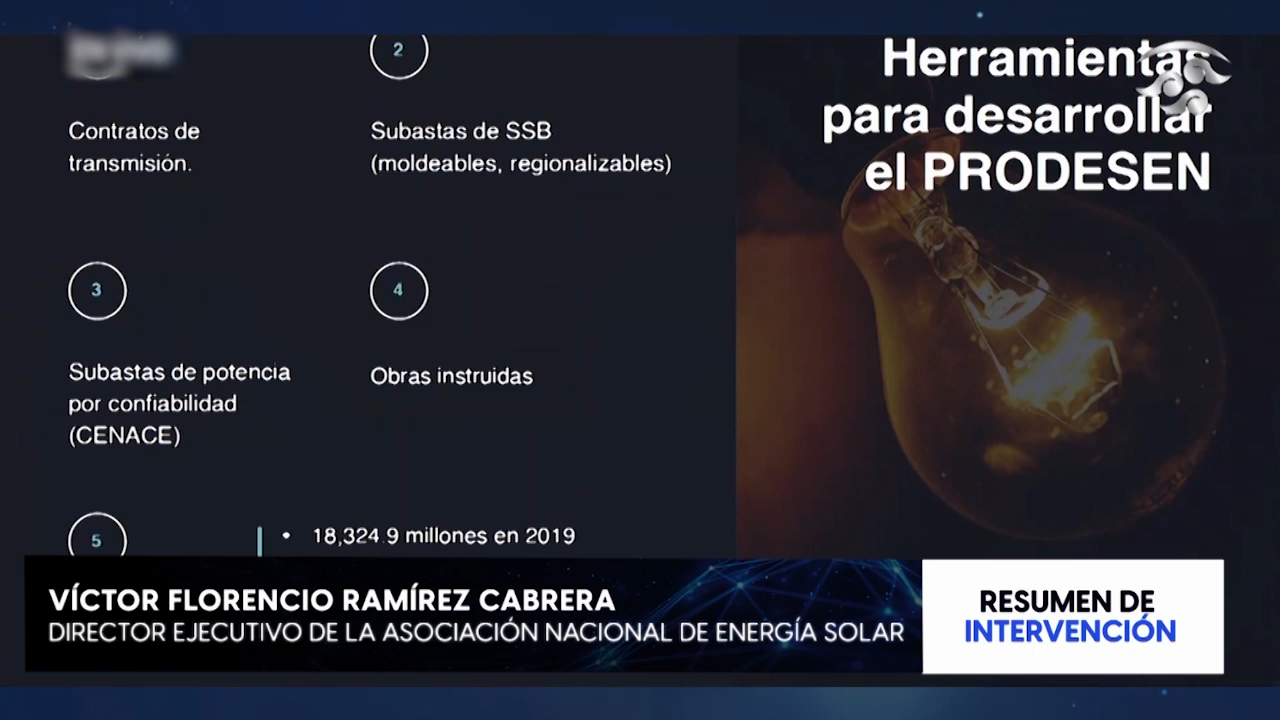 Herramientas
para desarrollar
el PRODESEN
2
Contratos de
transmisión.
Subastas de SSB
(moldeables, regionalizables)
3
4
Subastas de potencia
por confiabilidad
(CENACE)
Obras instruidas
5
• 18,324.9 millones en 2019
VÍCTOR FLORENCIO RAMÍREZ CABRERA
DIRECTOR EJECUTIVO DE LA ASOCIACIÓN NACIONAL DE ENERGÍA SOLAR
RESUMEN DE
INTERVENCIÓN